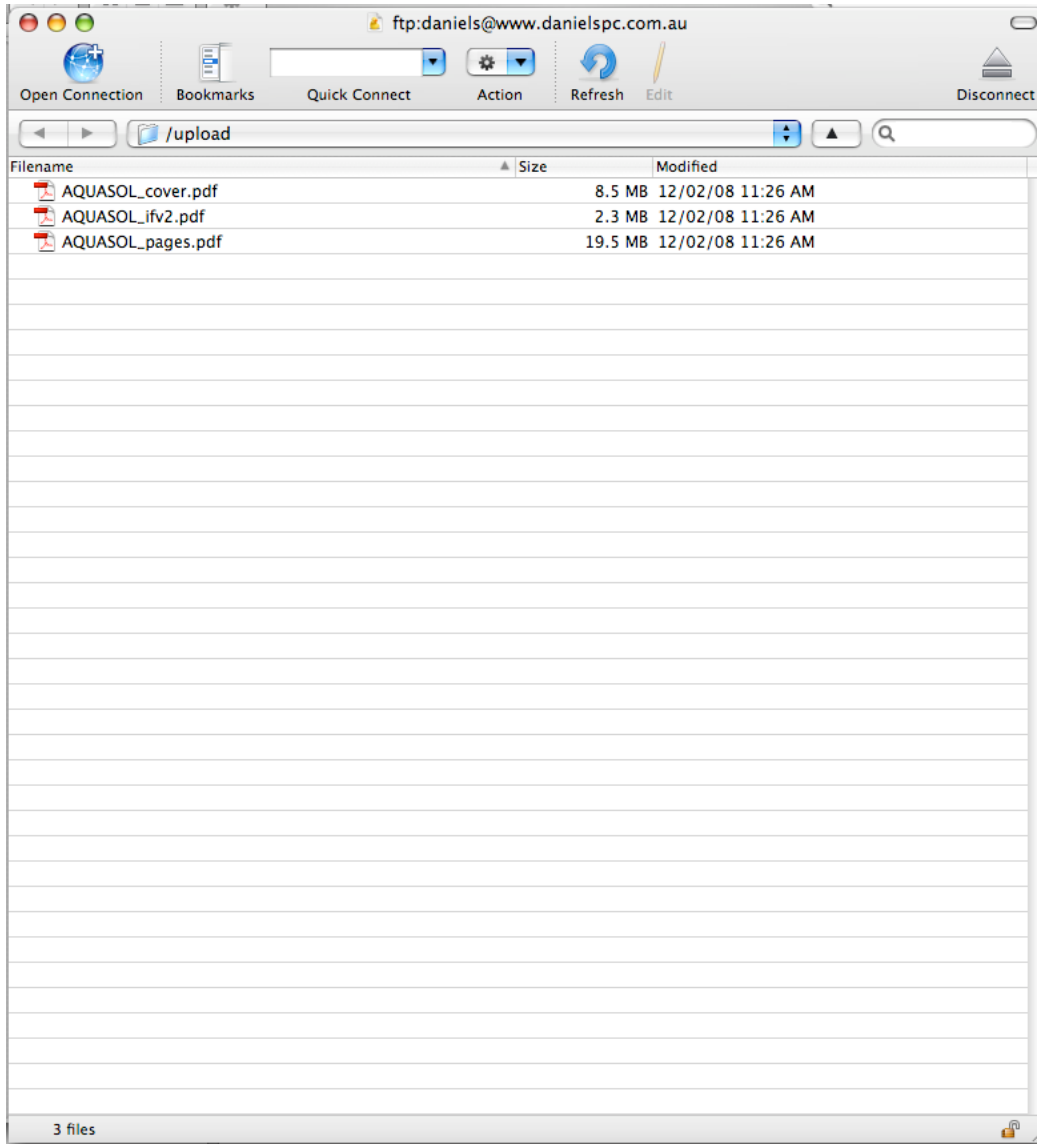 ftp:daniels@www.danielspc.com.au
Open Connection Bookmarks Quick Connect Action Refresh Edit Disconnect
/upload
Filename Size Modified
AQUASOL_cover.pdf 8.5 MB 12/02/08 11:26 AM
AQUASOL_ifv2.pdf 2.3 MB 12/02/08 11:26 AM
AQUASOL_pages.pdf 19.5 MB 12/02/08 11:26 AM
3 files